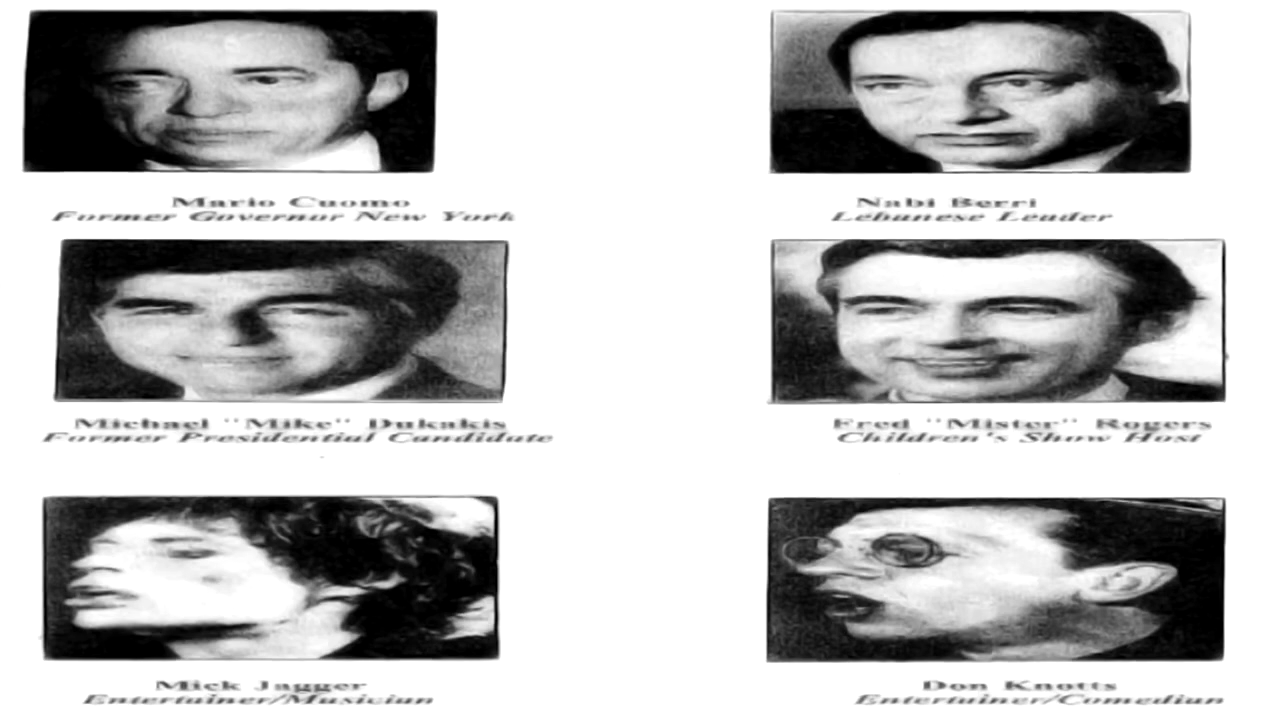 Mario Cuomo
Former Governor New York
Nabi Berri
Lebanese Leader
Michael "Mike" Dukakis
Former Presidential Candidate
Fred "Mister" Rogers
Children's Show Host
Mick Jagger
Entertainer/Musician
Don Knotts
Entertainer/Comedian